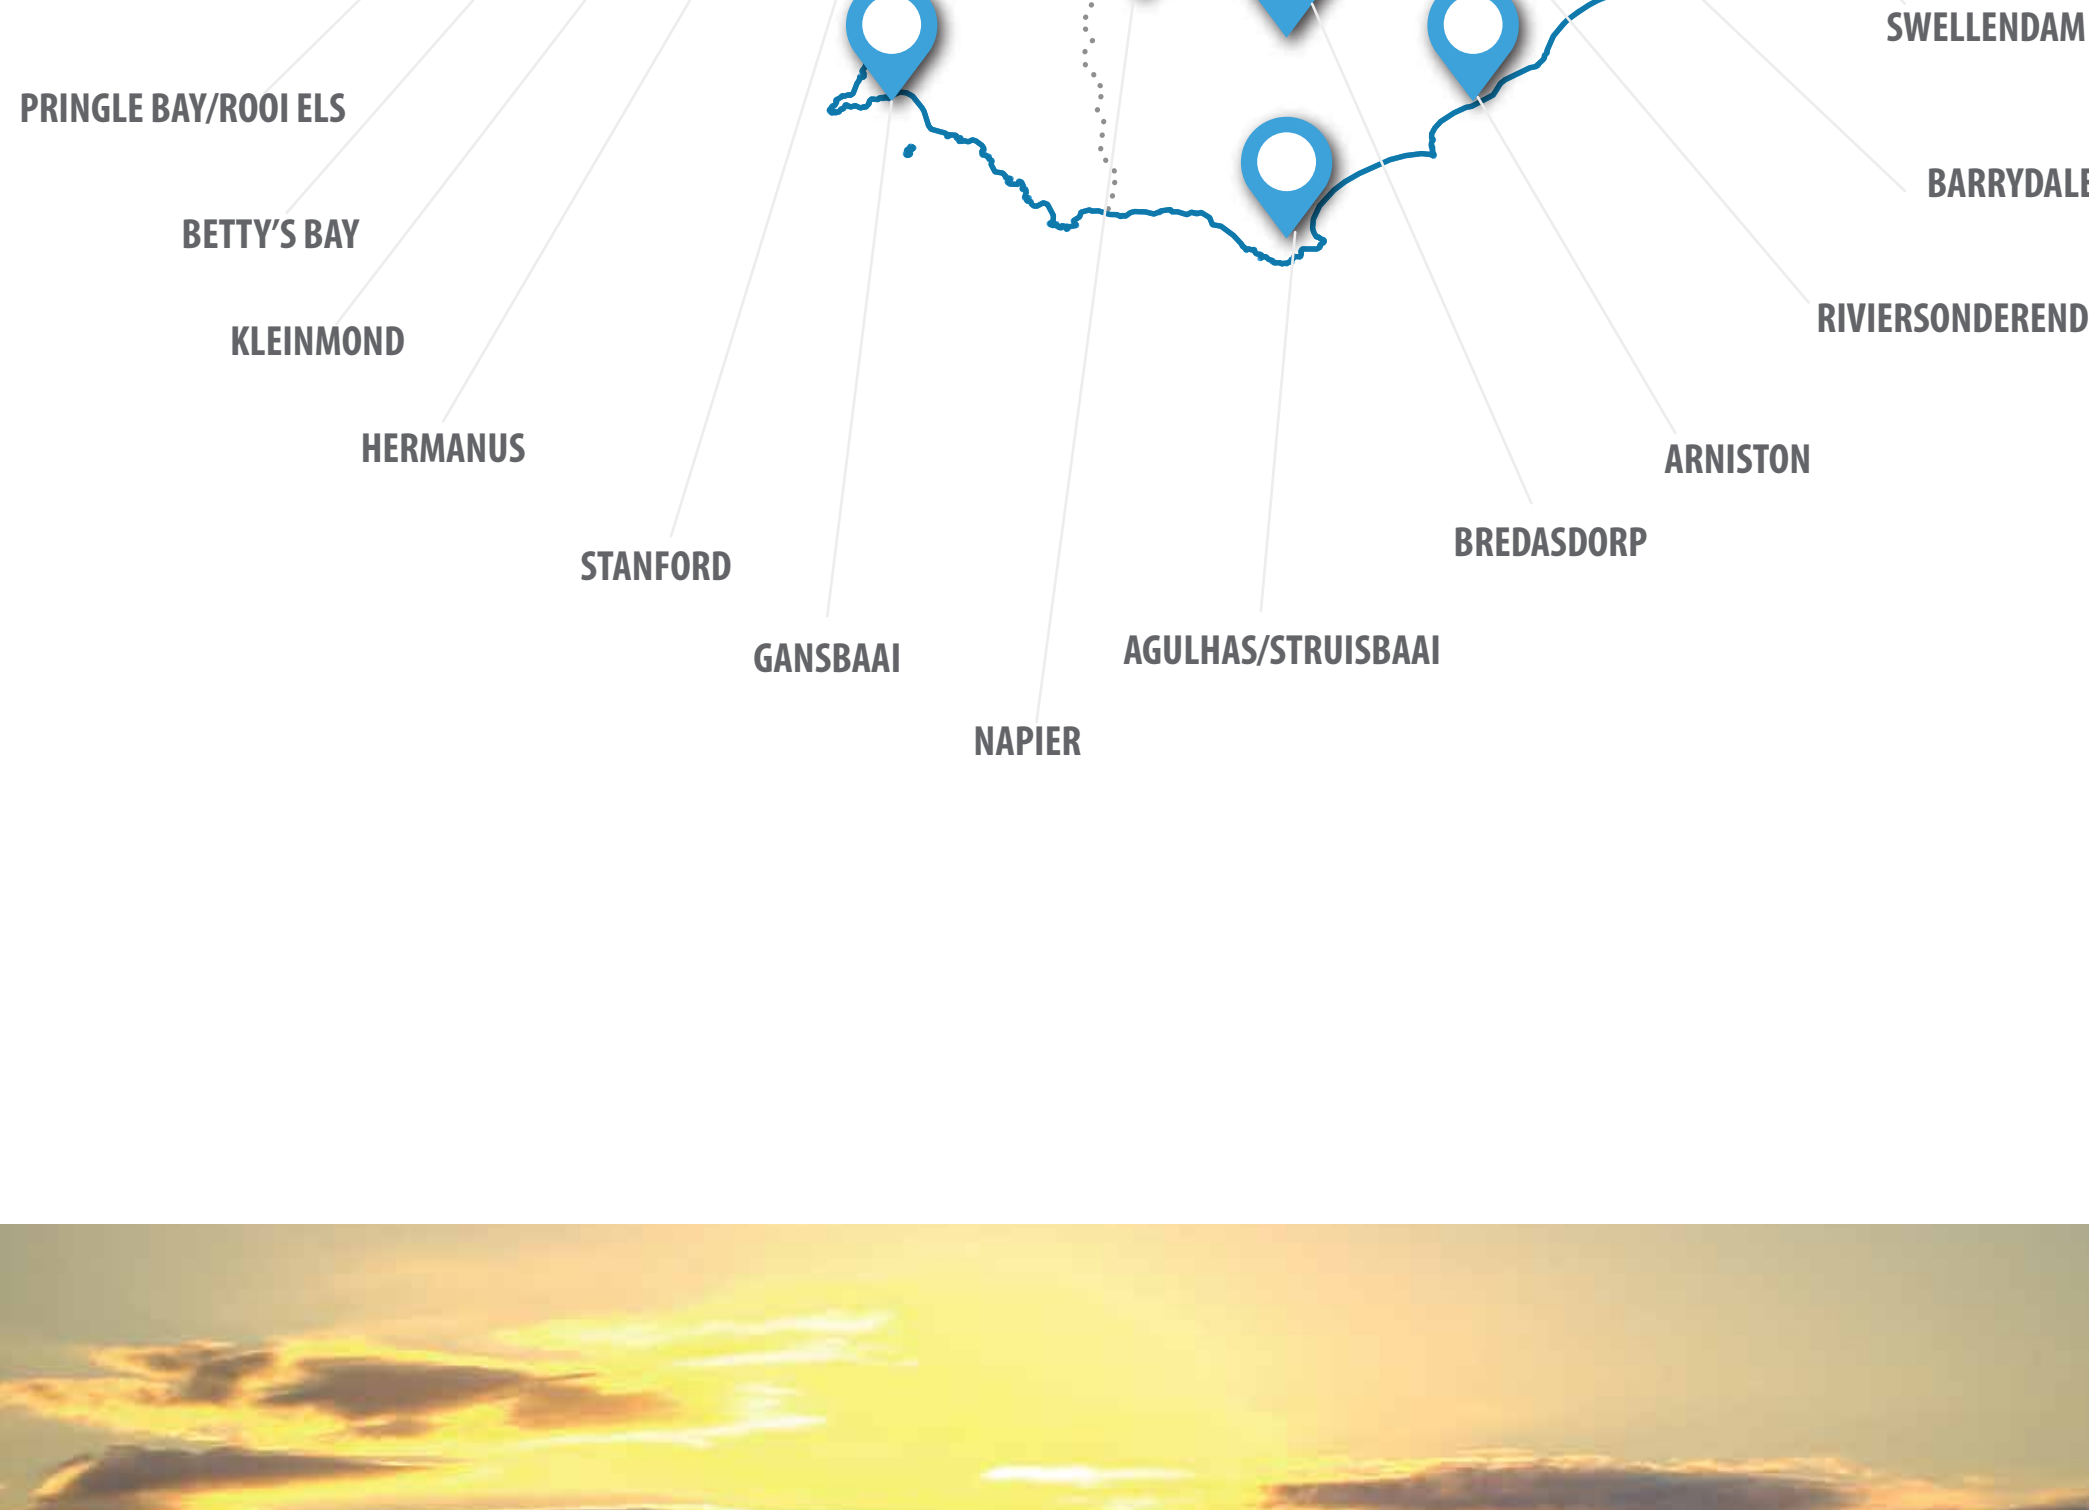 SWELLENDAM
PRINGLE BAY/ROOI ELS
BARRYDALE
BETTY'S BAY
RIVIERSONDEREND
KLEINMOND
HERMANUS
ARNISTON
BREDASDORP
STANFORD
AGULHAS/STRUISBAAI
GANSBAAI
NAPIER